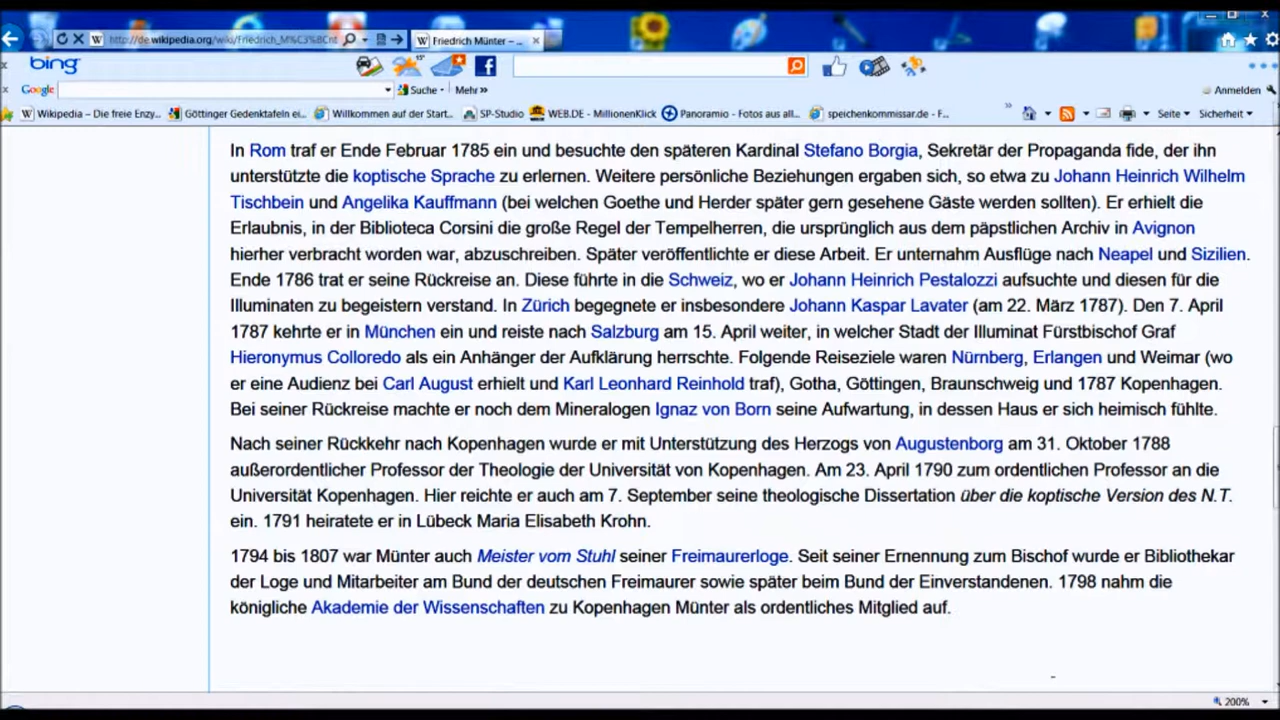 http://de.wikipedia.org/wiki/Friedrich_M%C3%BCnt
Friedrich Münter – ...
bing
Google
Suche
Mehr »
Anmelden
Wikipedia – Die freie Enzy...
Göttinger Gedenktafeln ei...
Willkommen auf der Start...
SP-Studio
WEB.DE - MillionenKlick
Panoramio - Fotos aus all...
speichenkommissar.de - F...
Seite
Sicherheit
In Rom traf er Ende Februar 1785 ein und besuchte den späteren Kardinal Stefano Borgia, Sekretär der Propaganda fide, der ihn
unterstützte die koptische Sprache zu erlernen. Weitere persönliche Beziehungen ergaben sich, so etwa zu Johann Heinrich Wilhelm
Tischbein und Angelika Kauffmann (bei welchen Goethe und Herder später gern gesehene Gäste werden sollten). Er erhielt die
Erlaubnis, in der Biblioteca Corsini die große Regel der Tempelherren, die ursprünglich aus dem päpstlichen Archiv in Avignon
hierher verbracht worden war, abzuschreiben. Später veröffentlichte er diese Arbeit. Er unternahm Ausflüge nach Neapel und Sizilien.
Ende 1786 trat er seine Rückreise an. Diese führte in die Schweiz, wo er Johann Heinrich Pestalozzi aufsuchte und diesen für die
Illuminaten zu begeistern verstand. In Zürich begegnete er insbesondere Johann Kaspar Lavater (am 22. März 1787). Den 7. April
1787 kehrte er in München ein und reiste nach Salzburg am 15. April weiter, in welcher Stadt der Illuminat Fürstbischof Graf
Hieronymus Colloredo als ein Anhänger der Aufklärung herrschte. Folgende Reiseziele waren Nürnberg, Erlangen und Weimar (wo
er eine Audienz bei Carl August erhielt und Karl Leonhard Reinhold traf), Gotha, Göttingen, Braunschweig und 1787 Kopenhagen.
Bei seiner Rückreise machte er noch dem Mineralogen Ignaz von Born seine Aufwartung, in dessen Haus er sich heimisch fühlte.
Nach seiner Rückkehr nach Kopenhagen wurde er mit Unterstützung des Herzogs von Augustenborg am 31. Oktober 1788
außerordentlicher Professor der Theologie der Universität von Kopenhagen. Am 23. April 1790 zum ordentlichen Professor an die
Universität Kopenhagen. Hier reichte er auch am 7. September seine theologische Dissertation über die koptische Version des N.T.
ein. 1791 heiratete er in Lübeck Maria Elisabeth Krohn.
1794 bis 1807 war Münter auch Meister vom Stuhl seiner Freimaurerloge. Seit seiner Ernennung zum Bischof wurde er Bibliothekar
der Loge und Mitarbeiter am Bund der deutschen Freimaurer sowie später beim Bund der Einverstandenen. 1798 nahm die
königliche Akademie der Wissenschaften zu Kopenhagen Münter als ordentliches Mitglied auf.
200%